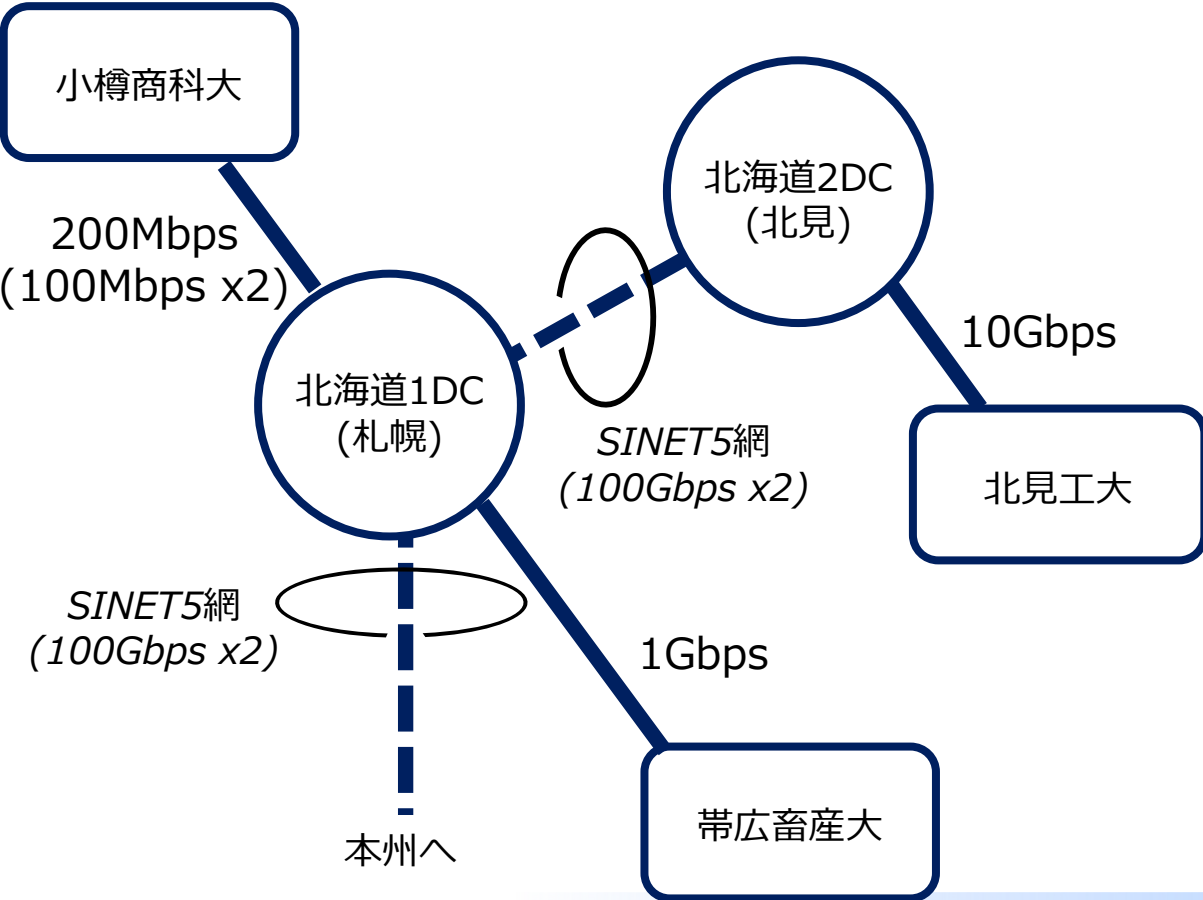 小樽商科大
200Mbps
(100Mbps x2)
北海道2DC
(北見)
10Gbps
北海道1DC
(札幌)
SINET5網
(100Gbps x2)
北見工大
SINET5網
(100Gbps x2)
1Gbps
帯広畜産大
本州へ